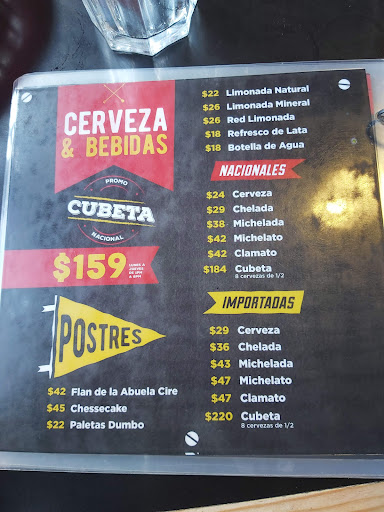 CERVEZA
& BEBIDAS
PROMO
CUBETA
NACIONAL
$159
POSTRES
$42 Flan de la Abuela Cire
$45 Chessecake
$22 Paletas Dumbo
$22 Limonada Natural
$26 Limonada Mineral
$26 Red Limonada
$18 Refresco de Lata
$18 Botella de Agua
NACIONALES
$24 Cerveza
$29 Chelada
$38 Michelada
$42 Michelato
$42 Clamato
$184 Cubeta
8 cervezas de 1/2
IMPORTADAS
$29 Cerveza
$36 Chelada
$43 Michelada
$47 Michelato
$47 Clamato
$220 Cubeta
8 cervezas de 1/2